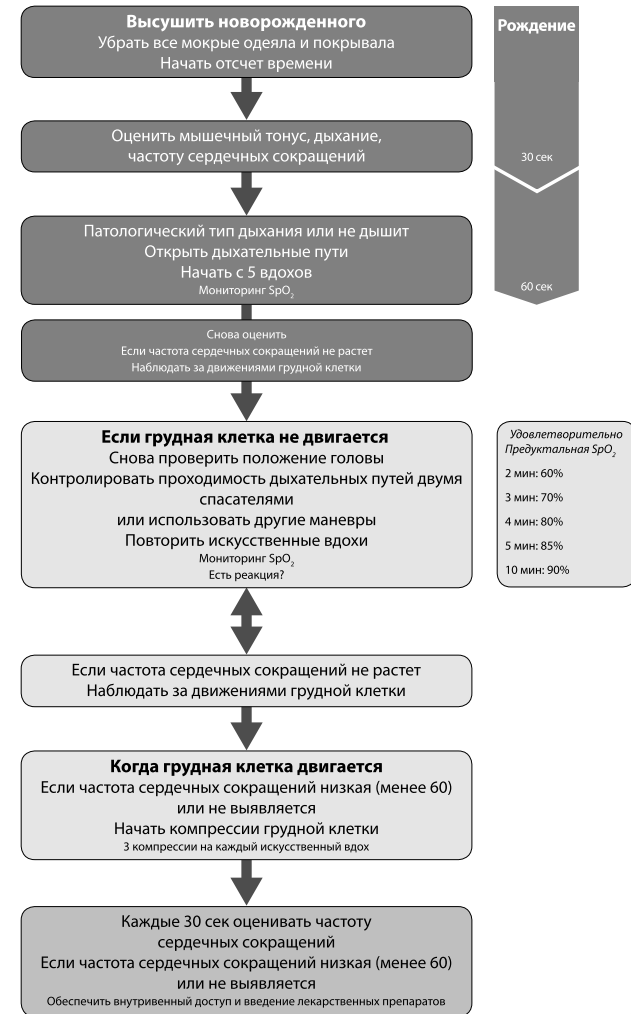 Высушить новорожденного
Убрать все мокрые одеяла и покрывала
Начать отсчет времени
Рождение
Оценить мышечный тонус, дыхание,
частоту сердечных сокращений
30 сек
Патологический тип дыхания или не дышит
Открыть дыхательные пути
Начать с 5 вдохов
Мониторинг SpO₂
60 сек
Снова оценить
Если частота сердечных сокращений не растет
Наблюдать за движениями грудной клетки
Если грудная клетка не двигается
Снова проверить положение головы
Контролировать проходимость дыхательных путей двумя
спасателями
или использовать другие маневры
Повторить искусственные вдохи
Мониторинг SpO₂
Есть реакция?
Удовлетворительно
Предуктальная SpO₂
2 мин: 60%
3 мин: 70%
4 мин: 80%
5 мин: 85%
10 мин: 90%
Если частота сердечных сокращений не растет
Наблюдать за движениями грудной клетки
Когда грудная клетка двигается
Если частота сердечных сокращений низкая (менее 60)
или не выявляется
Начать компрессии грудной клетки
3 компрессии на каждый искусственный вдох
Каждые 30 сек оценивать частоту
сердечных сокращений
Если частота сердечных сокращений низкая (менее 60)
или не выявляется
Обеспечить внутривенный доступ и введение лекарственных препаратов